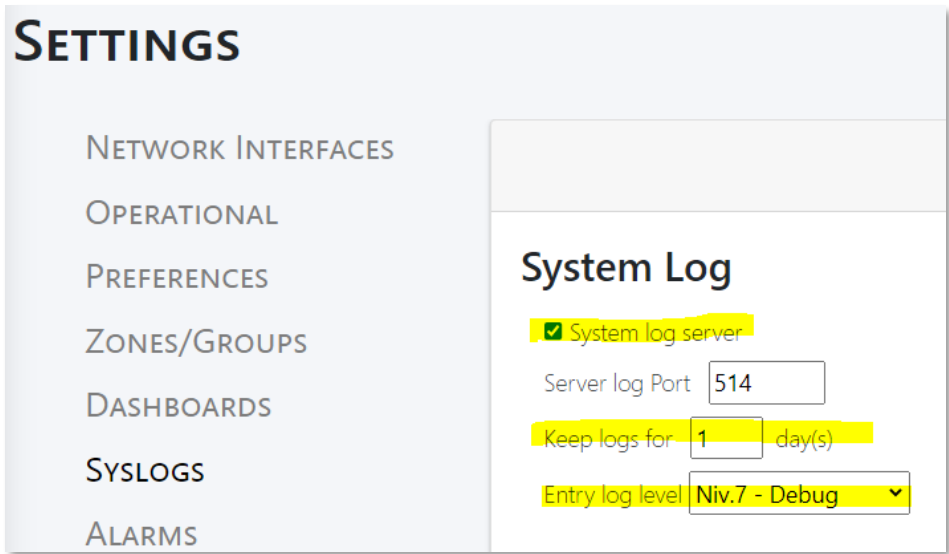 SETTINGS
NETWORK INTERFACES
OPERATIONAL
PREFERENCES
ZONES/GROUPS
DASHBOARDS
SYSLOGS
ALARMS
System Log
System log server
Server log Port 514
Keep logs for 1 day(s)
Entry log level Niv.7 - Debug